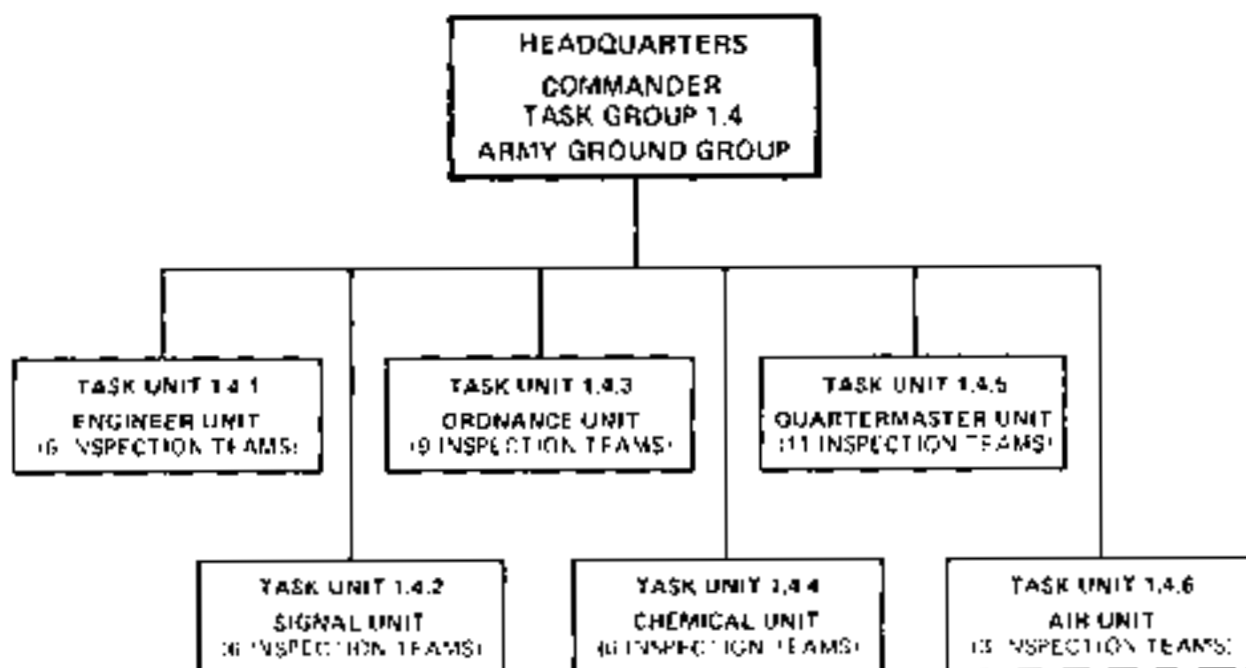 HEADQUARTERS
COMMANDER
TASK GROUP 1.4
ARMY GROUND GROUP
TASK UNIT 1.4.1
ENGINEER UNIT
INSPECTION TEAMS)
TASK UNIT 1.4.3
ORDNANCE UNIT
(9 INSPECTION TEAMS)
TASK UNIT 1.4.5
QUARTERMASTER UNIT
(11 INSPECTION TEAMS)
TASK UNIT 1.4.2
SIGNAL UNIT
(6 INSPECTION TEAMS)
TASK UNIT 1.4.4
CHEMICAL UNIT
INSPECTION TEAMS)
TASK UNIT 1.4.6
AIR UNIT
INSPECTION TEAMS)